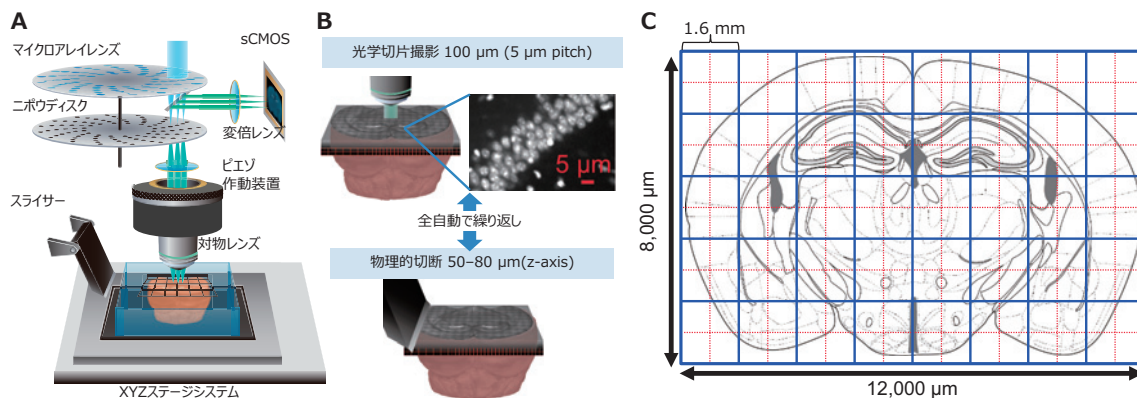 A
マイクロアレイレンズ
sCMOS
ニポウディスク
変倍レンズ
ピエゾ
作動装置
スライサー
対物レンズ
XYZステージシステム
B
光学切片撮影 100 µm (5 µm pitch)
5 µm
全自動で繰り返し
物理的切断 50–80 µm(z-axis)
C
1.6 mm
8,000 µm
12,000 µm